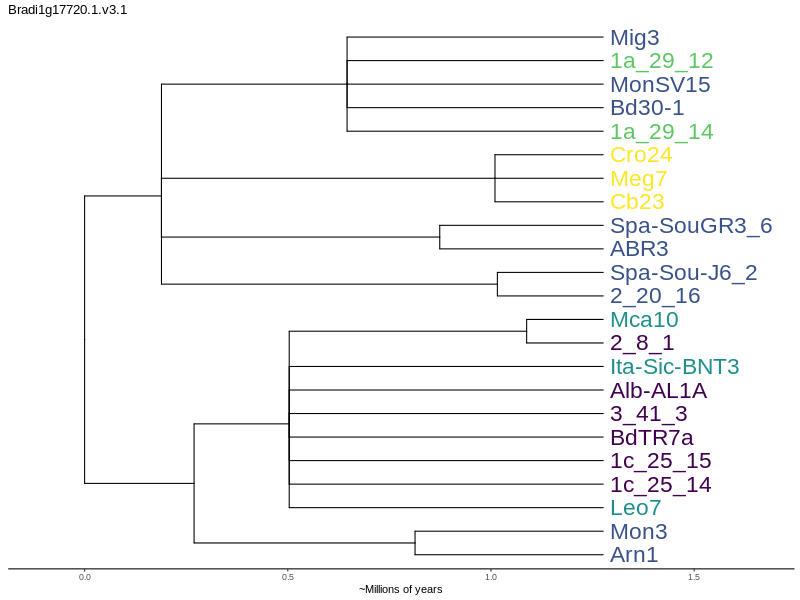 Bradi1g17720.1.v3.1
Mig3
1a_29_12
MonSV15
Bd30-1
1a_29_14
Cro24
Meg7
Cb23
Spa-SouGR3_6
ABR3
Spa-Sou-J6_2
2_20_16
Mca10
2_8_1
Ita-Sic-BNT3
Alb-AL1A
3_41_3
BdTR7a
1c_25_15
1c_25_14
Leo7
Mon3
Arn1
0.0 0.5 1.0 1.5
~Millions of years